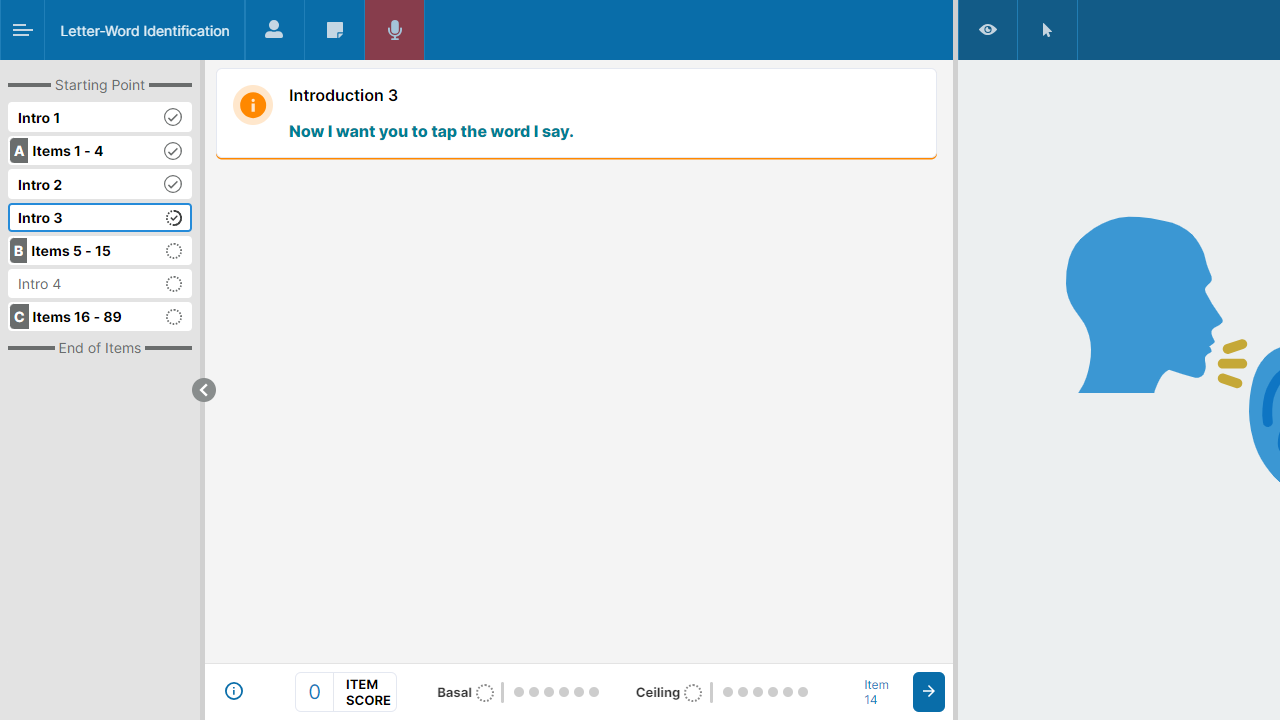 Letter-Word Identification
Starting Point
Intro 1
A Items 1 - 4
Intro 2
Intro 3
B Items 5 - 15
Intro 4
C Items 16 - 89
End of Items
Introduction 3
Now I want you to tap the word I say.
0 ITEM SCORE
Basal
Ceiling
Item
14